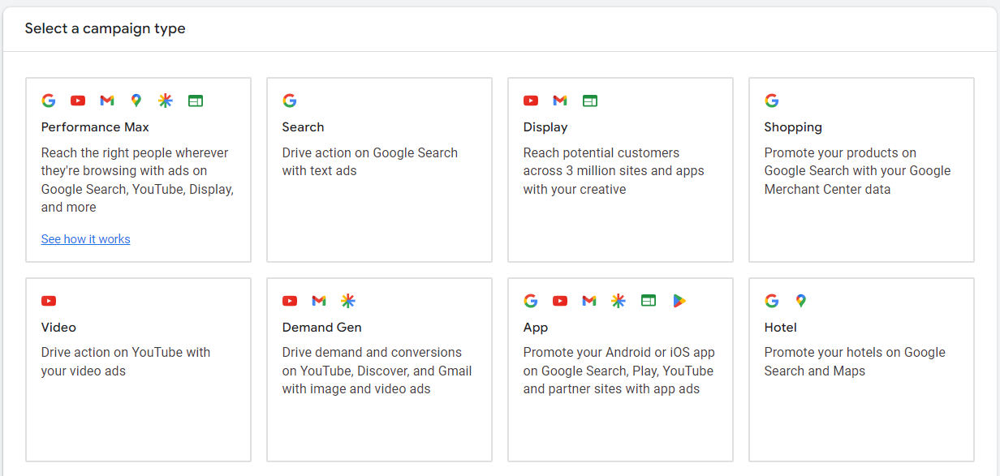 Select a campaign type
Performance Max
Reach the right people wherever
they're browsing with ads on
Google Search, YouTube, Display,
and more
See how it works
Search
Drive action on Google Search
with text ads
Display
Reach potential customers
across 3 million sites and apps
with your creative
Shopping
Promote your products on
Google Search with your Google
Merchant Center data
Video
Drive action on YouTube with
your video ads
Demand Gen
Drive demand and conversions
on YouTube, Discover, and Gmail
with image and video ads
App
Promote your Android or iOS app
on Google Search, Play, YouTube
and partner sites with app ads
Hotel
Promote your hotels on Google
Search and Maps